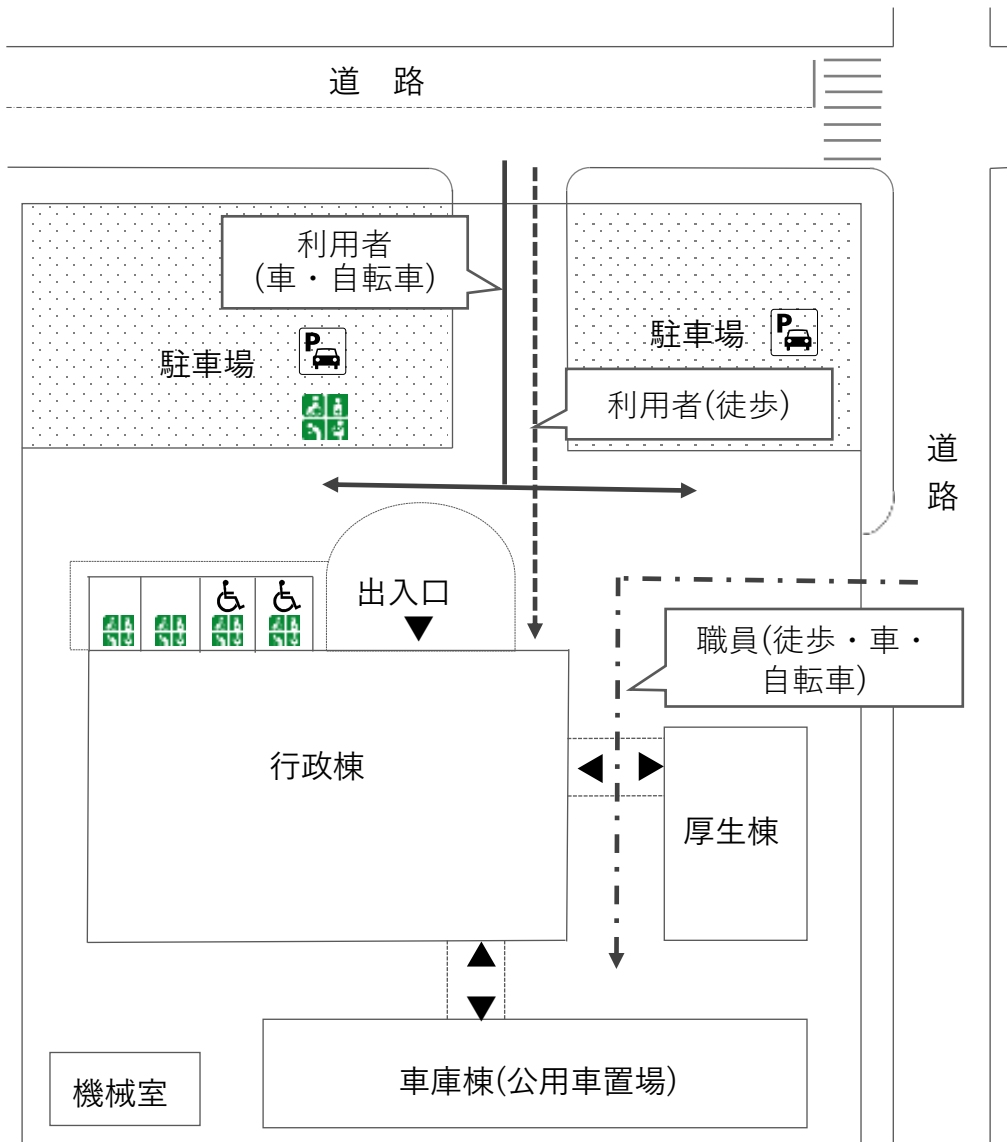 道 路
利用者
(車・自転車)
P
駐車場
駐車場
P
利用者(徒歩)
道
路
出入口
職員(徒歩・車・
自転車)
行政棟
厚生棟
車庫棟(公用車置場)
機械室